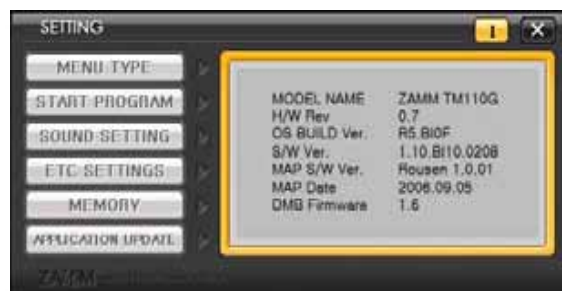 SETTING
I
X
MENU TYPE
START PROGRAM
SOUND SETTING
ETC SETTINGS
MEMORY
APPLICATION UPDATE
MODEL NAME ZAMM TM110G
H/W Rev 0.7
OS BUILD Ver. R5.BI0F
S/W Ver. 1.10.BI10.0208
MAP S/W Ver. Rousen 1.0.01
MAP Date 2006.09.05
DMB Firmware 1.6
ZAMM